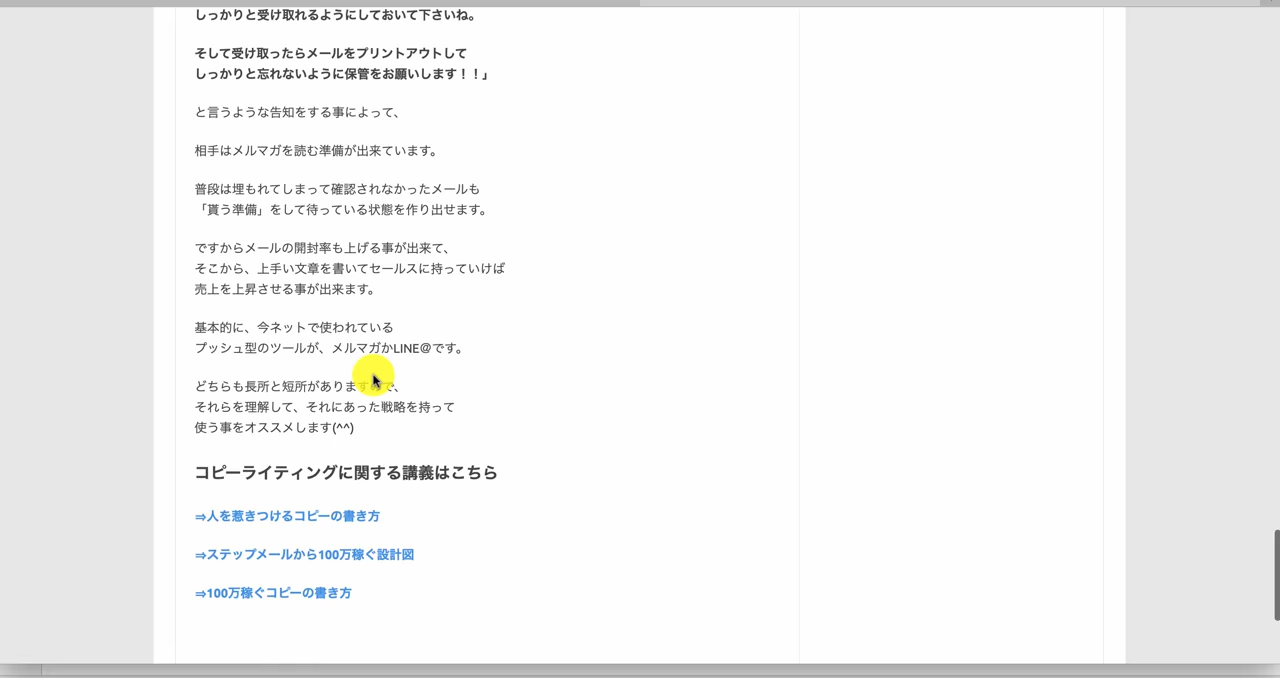 しっかりと受け取れるようにしておいて下さいね。
そして受け取ったらメールをプリントアウトして
しっかりと忘れないように保管をお願いします！！」
と言うような告知をする事によって、
相手はメルマガを読む準備が出来ています。
普段は埋もれてしまって確認されなかったメールも
「貰う準備」をして待っている状態を作り出せます。
ですからメールの開封率も上げる事が出来て、
そこから、上手い文章を書いてセールスに持っていけば
売上を上昇させる事が出来ます。
基本的に、今ネットで使われている
プッシュ型のツールが、メルマガかLINE＠です。
どちらも長所と短所がありますので、
それらを理解して、それにあった戦略を持って
使う事をオススメします(^^)
コピーライティングに関する講義はこちら
⇒人を惹きつけるコピーの書き方
⇒ステップメールから100万稼ぐ設計図
⇒100万稼ぐコピーの書き方